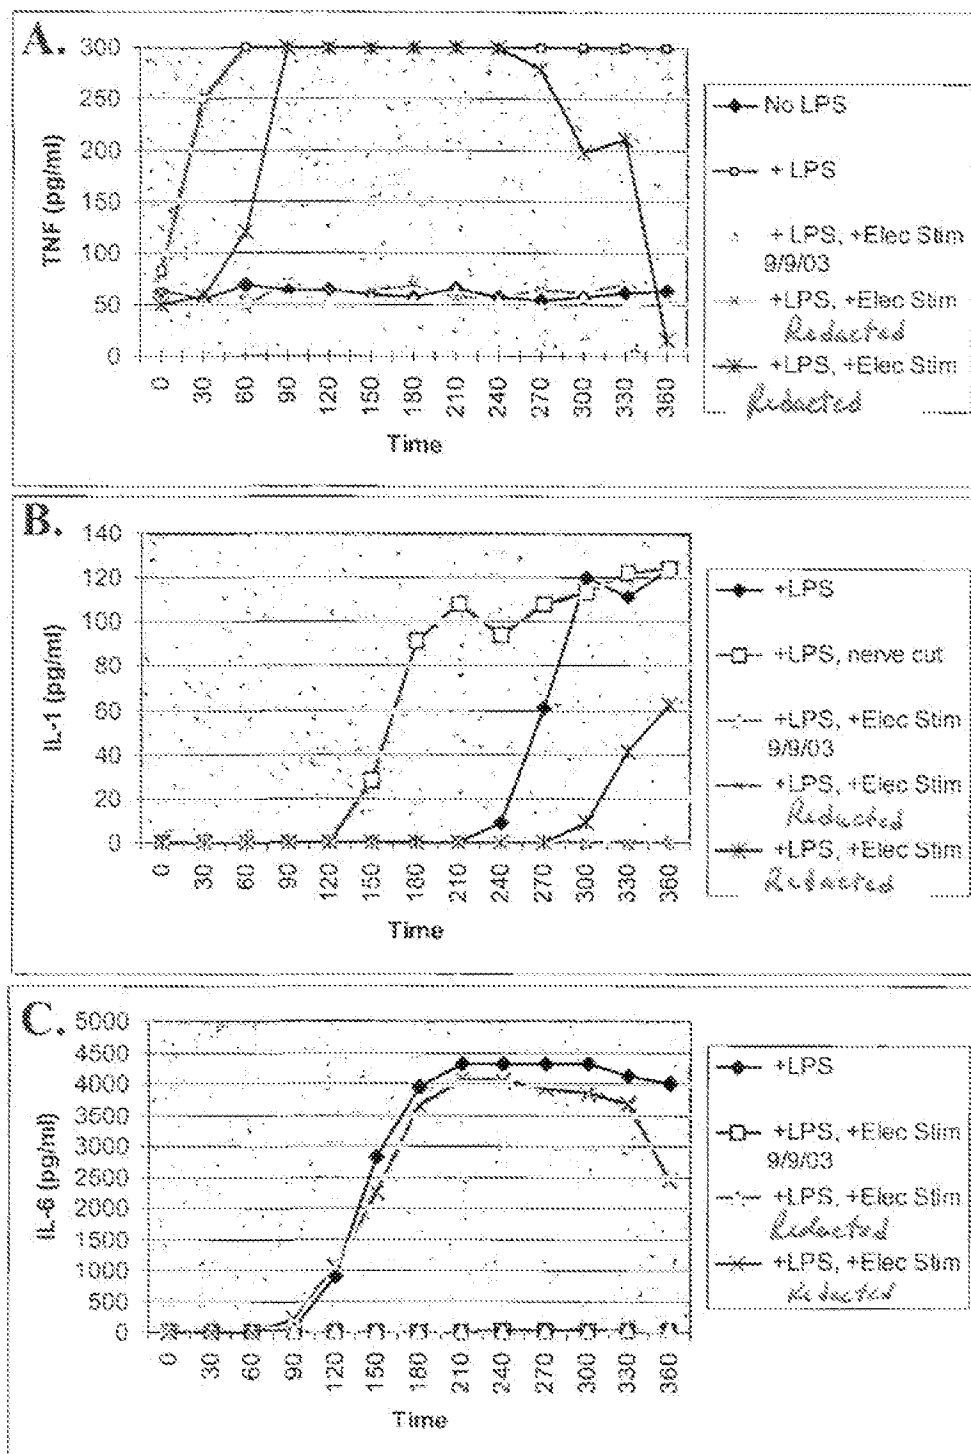 A.
300
250
200
150
100
50
0
TNF (pg/ml)
0 30 60 90 120 150 180 210 240 270 300 330 360
Time
No LPS
+ LPS
+ LPS, +Elec Stim
9/9/03
+LPS, +Elec Stim
Redacted
+LPS, +Elec Stim
Redacted
B.
140
120
100
80
60
40
20
0
IL-1 (pg/ml)
0 30 60 90 120 150 180 210 240 270 300 330 360
Time
+LPS
+LPS, nerve cut
+LPS, +Elec Stim
9/9/03
+LPS, +Elec Stim
Redacted
+LPS, +Elec Stim
Redacted
C.
5000
4500
4000
3500
3000
2500
2000
1500
1000
500
0
IL-6 (pg/ml)
0 30 60 90 120 150 180 210 240 270 300 330 360
Time
+LPS
+LPS, +Elec Stim
9/9/03
+LPS, +Elec Stim
Redacted
+LPS, +Elec Stim
Redacted